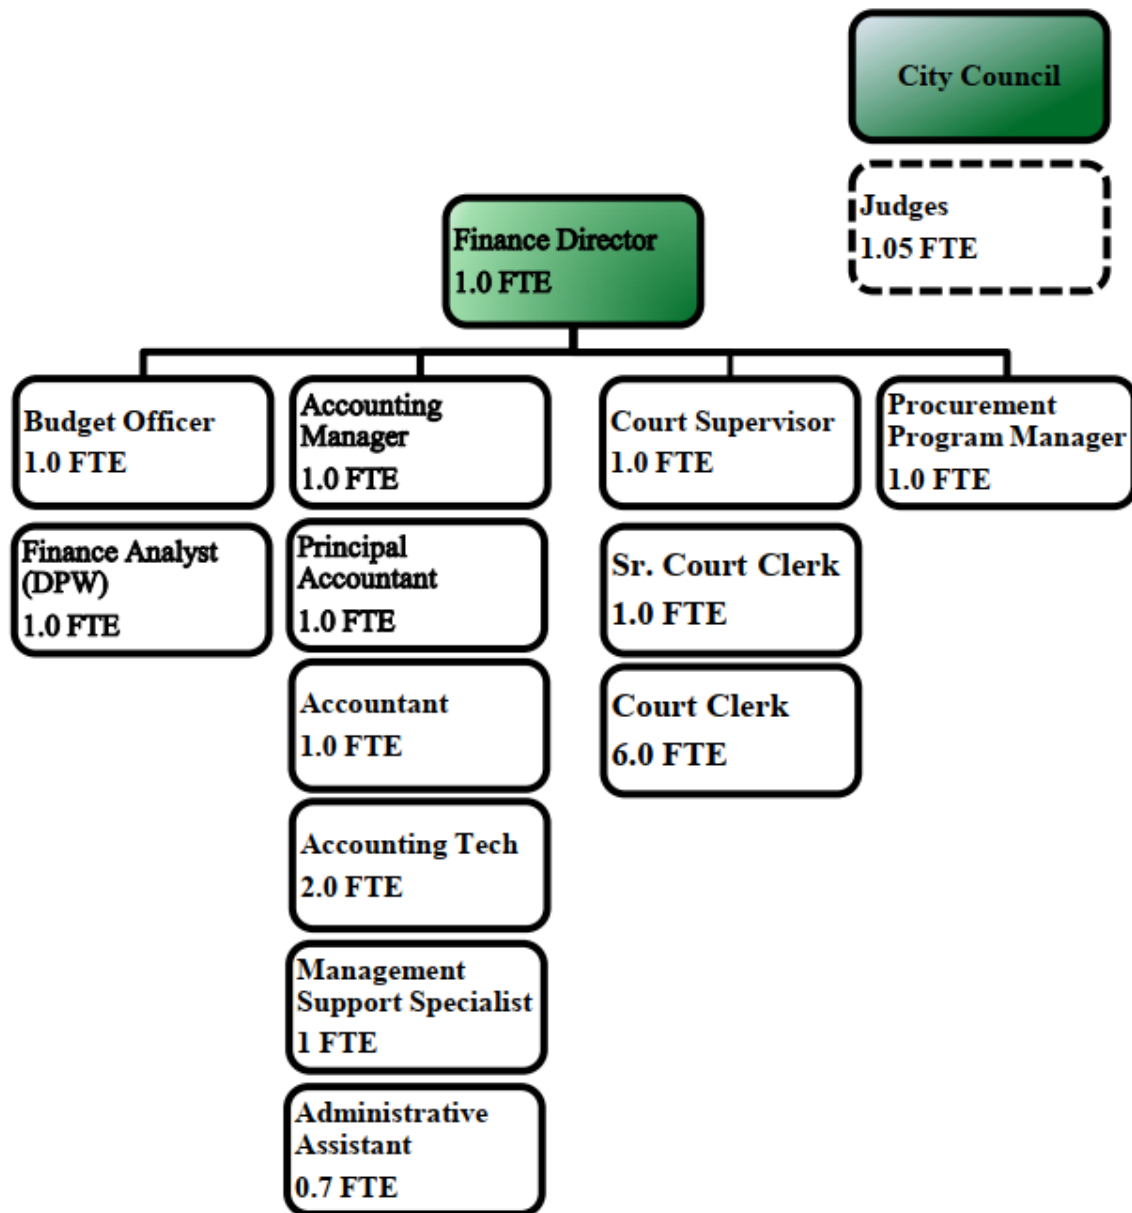 City Council
Judges
1.05 FTE
Finance Director
1.0 FTE
Budget Officer
1.0 FTE
Accounting
Manager
1.0 FTE
Court Supervisor
1.0 FTE
Procurement
Program Manager
1.0 FTE
Finance Analyst
(DPW)
1.0 FTE
Principal
Accountant
1.0 FTE
Sr. Court Clerk
1.0 FTE
Accountant
1.0 FTE
Court Clerk
6.0 FTE
Accounting Tech
2.0 FTE
Management
Support Specialist
1 FTE
Administrative
Assistant
0.7 FTE